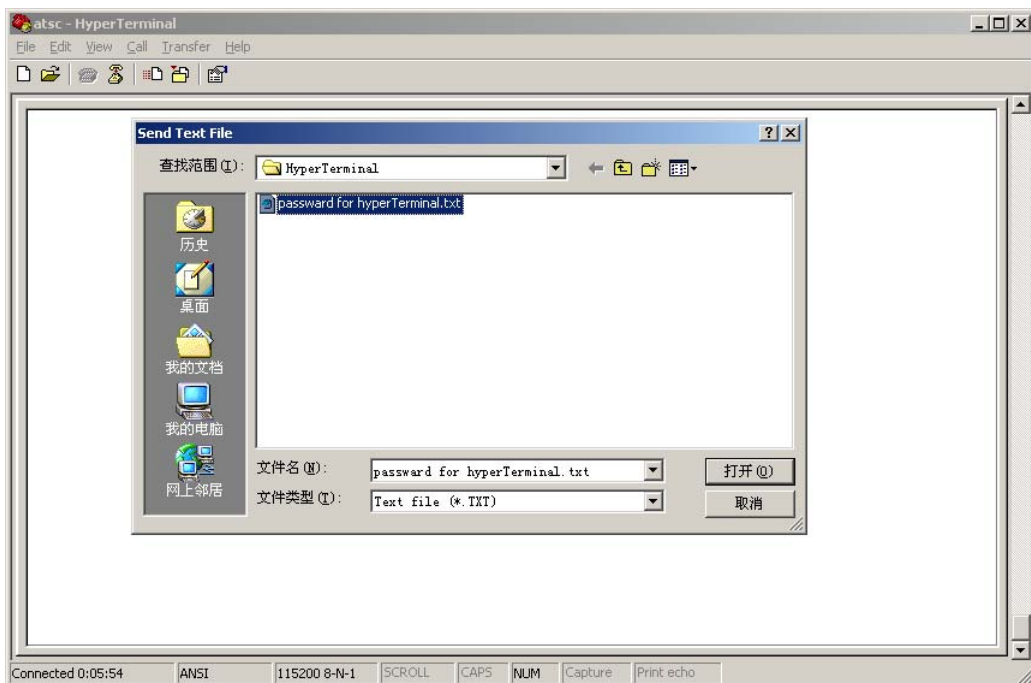 atsc - HyperTerminal
File Edit View Call Transfer Help
Send Text File
查找范围(I):
HyperTerminal
passward for hyperTerminal.txt
历史
桌面
我的文档
我的电脑
网上邻居
文件名(N):
passward for hyperTerminal.txt
打开(O)
文件类型(T):
Text file (*.TXT)
取消
Connected 0:05:54 ANSI 115200 8-N-1 SCROLL CAPS NUM Capture Print echo